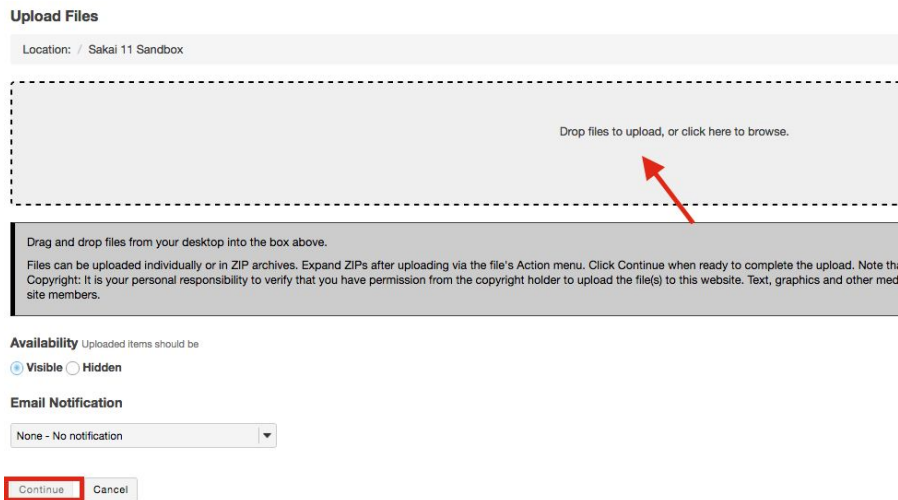 Upload Files
Location: / Sakai 11 Sandbox
Drop files to upload, or click here to browse.
Drag and drop files from your desktop into the box above.
Files can be uploaded individually or in ZIP archives. Expand ZIPs after uploading via the file's Action menu. Click Continue when ready to complete the upload. Note
Copyright: It is your personal responsibility to verify that you have permission from the copyright holder to upload the file(s) to this website. Text, graphics and other
site members.
Availability Uploaded items should be
Visible Hidden
Email Notification
None - No notification
Continue Cancel